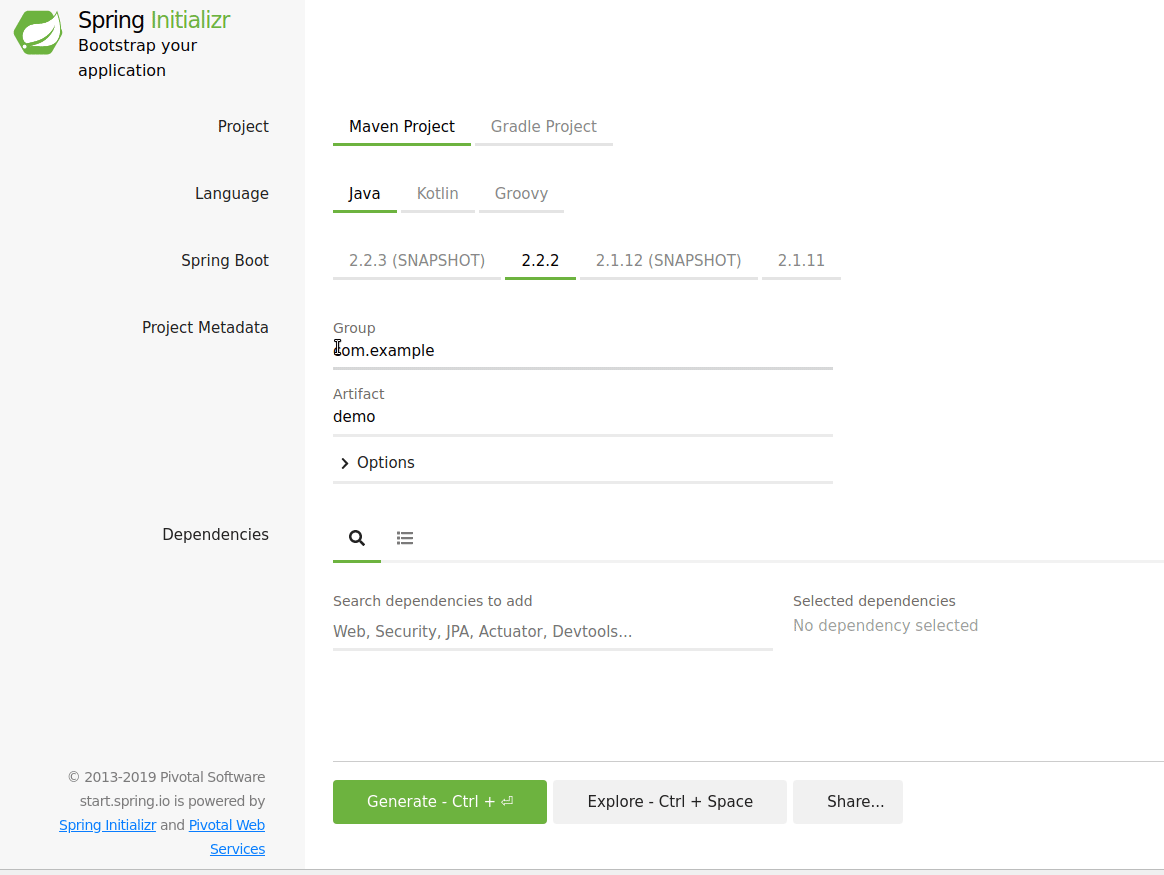 Spring Initializr
Bootstrap your
application
Project
Maven Project Gradle Project
Language
Java Kotlin Groovy
Spring Boot
2.2.3 (SNAPSHOT) 2.2.2 2.1.12 (SNAPSHOT) 2.1.11
Project Metadata
Group
com.example
Artifact
demo
Options
Dependencies
Search dependencies to add
Web, Security, JPA, Actuator, Devtools...
Selected dependencies
No dependency selected
© 2013-2019 Pivotal Software
start.spring.io is powered by
Spring Initializr and Pivotal Web
Services
Generate - Ctrl + ⏎ Explore - Ctrl + Space Share...